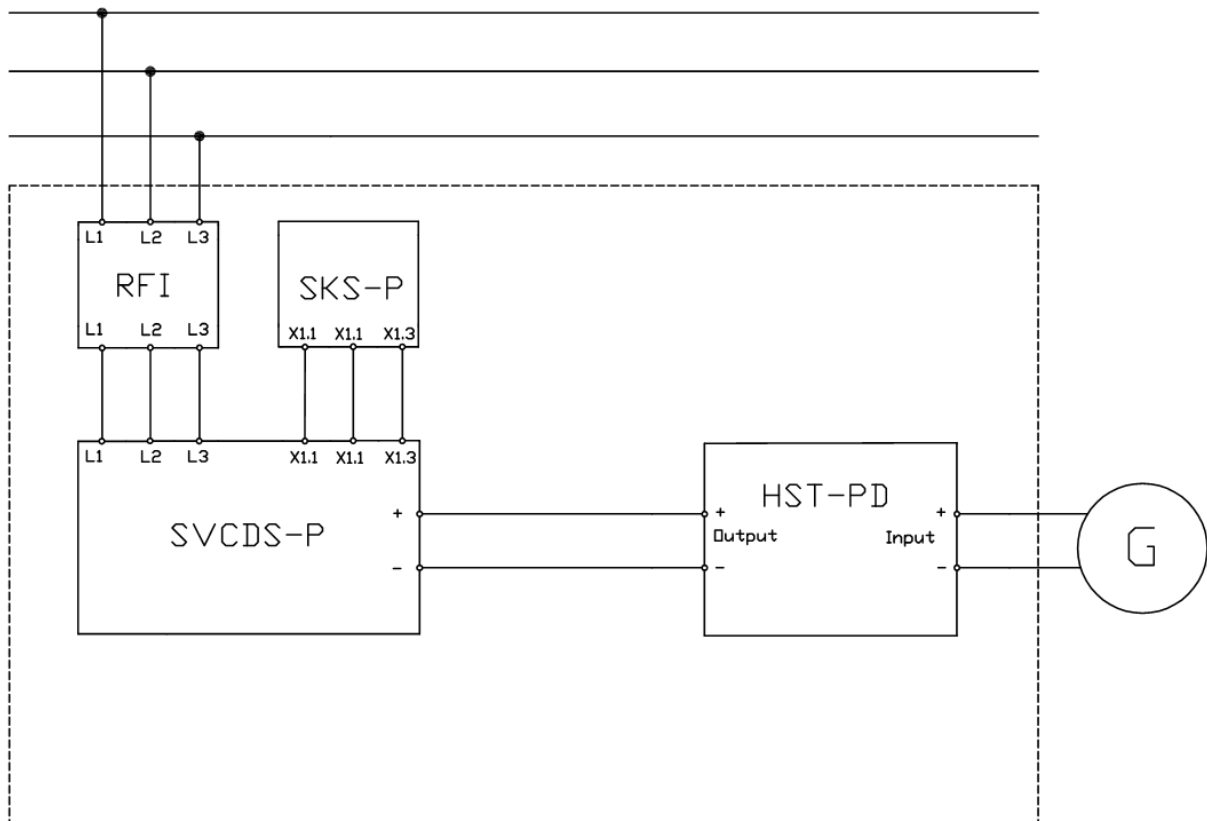 L1 L2 L3
RFI
L1 L2 L3
SKS-P
X1.1 X1.1 X1.3
L1 L2 L3 X1.1 X1.1 X1.3
SVCDS-P
+
-
HST-PD
+ +
Output Input
- -
G